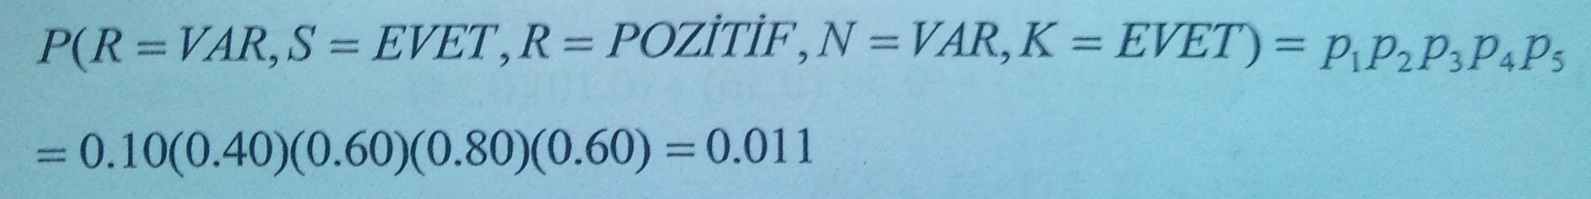 P(R = VAR, S = EVET, R = POZİTİF, N = VAR, K = EVET) = p₁p₂p₃p₄p₅
= 0.10(0.40)(0.60)(0.80)(0.60) = 0.011